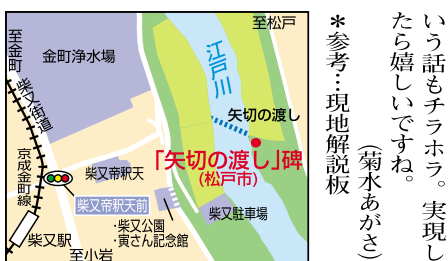 いう話もチラホラ。実現し
たら嬉しいですね。
(菊水あがさ)
＊参考…現地解説板
至松戸
至金町
金町浄水場
柴又街道
江戸川
矢切の渡し
「矢切の渡し」碑
(松戸市)
京成金町線
柴又帝釈天
柴又帝釈天前
柴又駐車場
・柴又公園
・寅さん記念館
柴又駅
至小岩